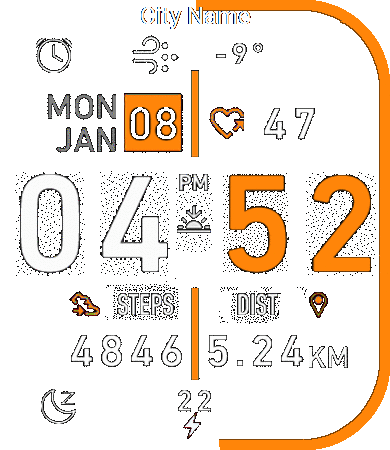 City Name
-9°
MON
JAN
08
47
04
PM
52
STEPS
DIST
4846
5.24KM
22